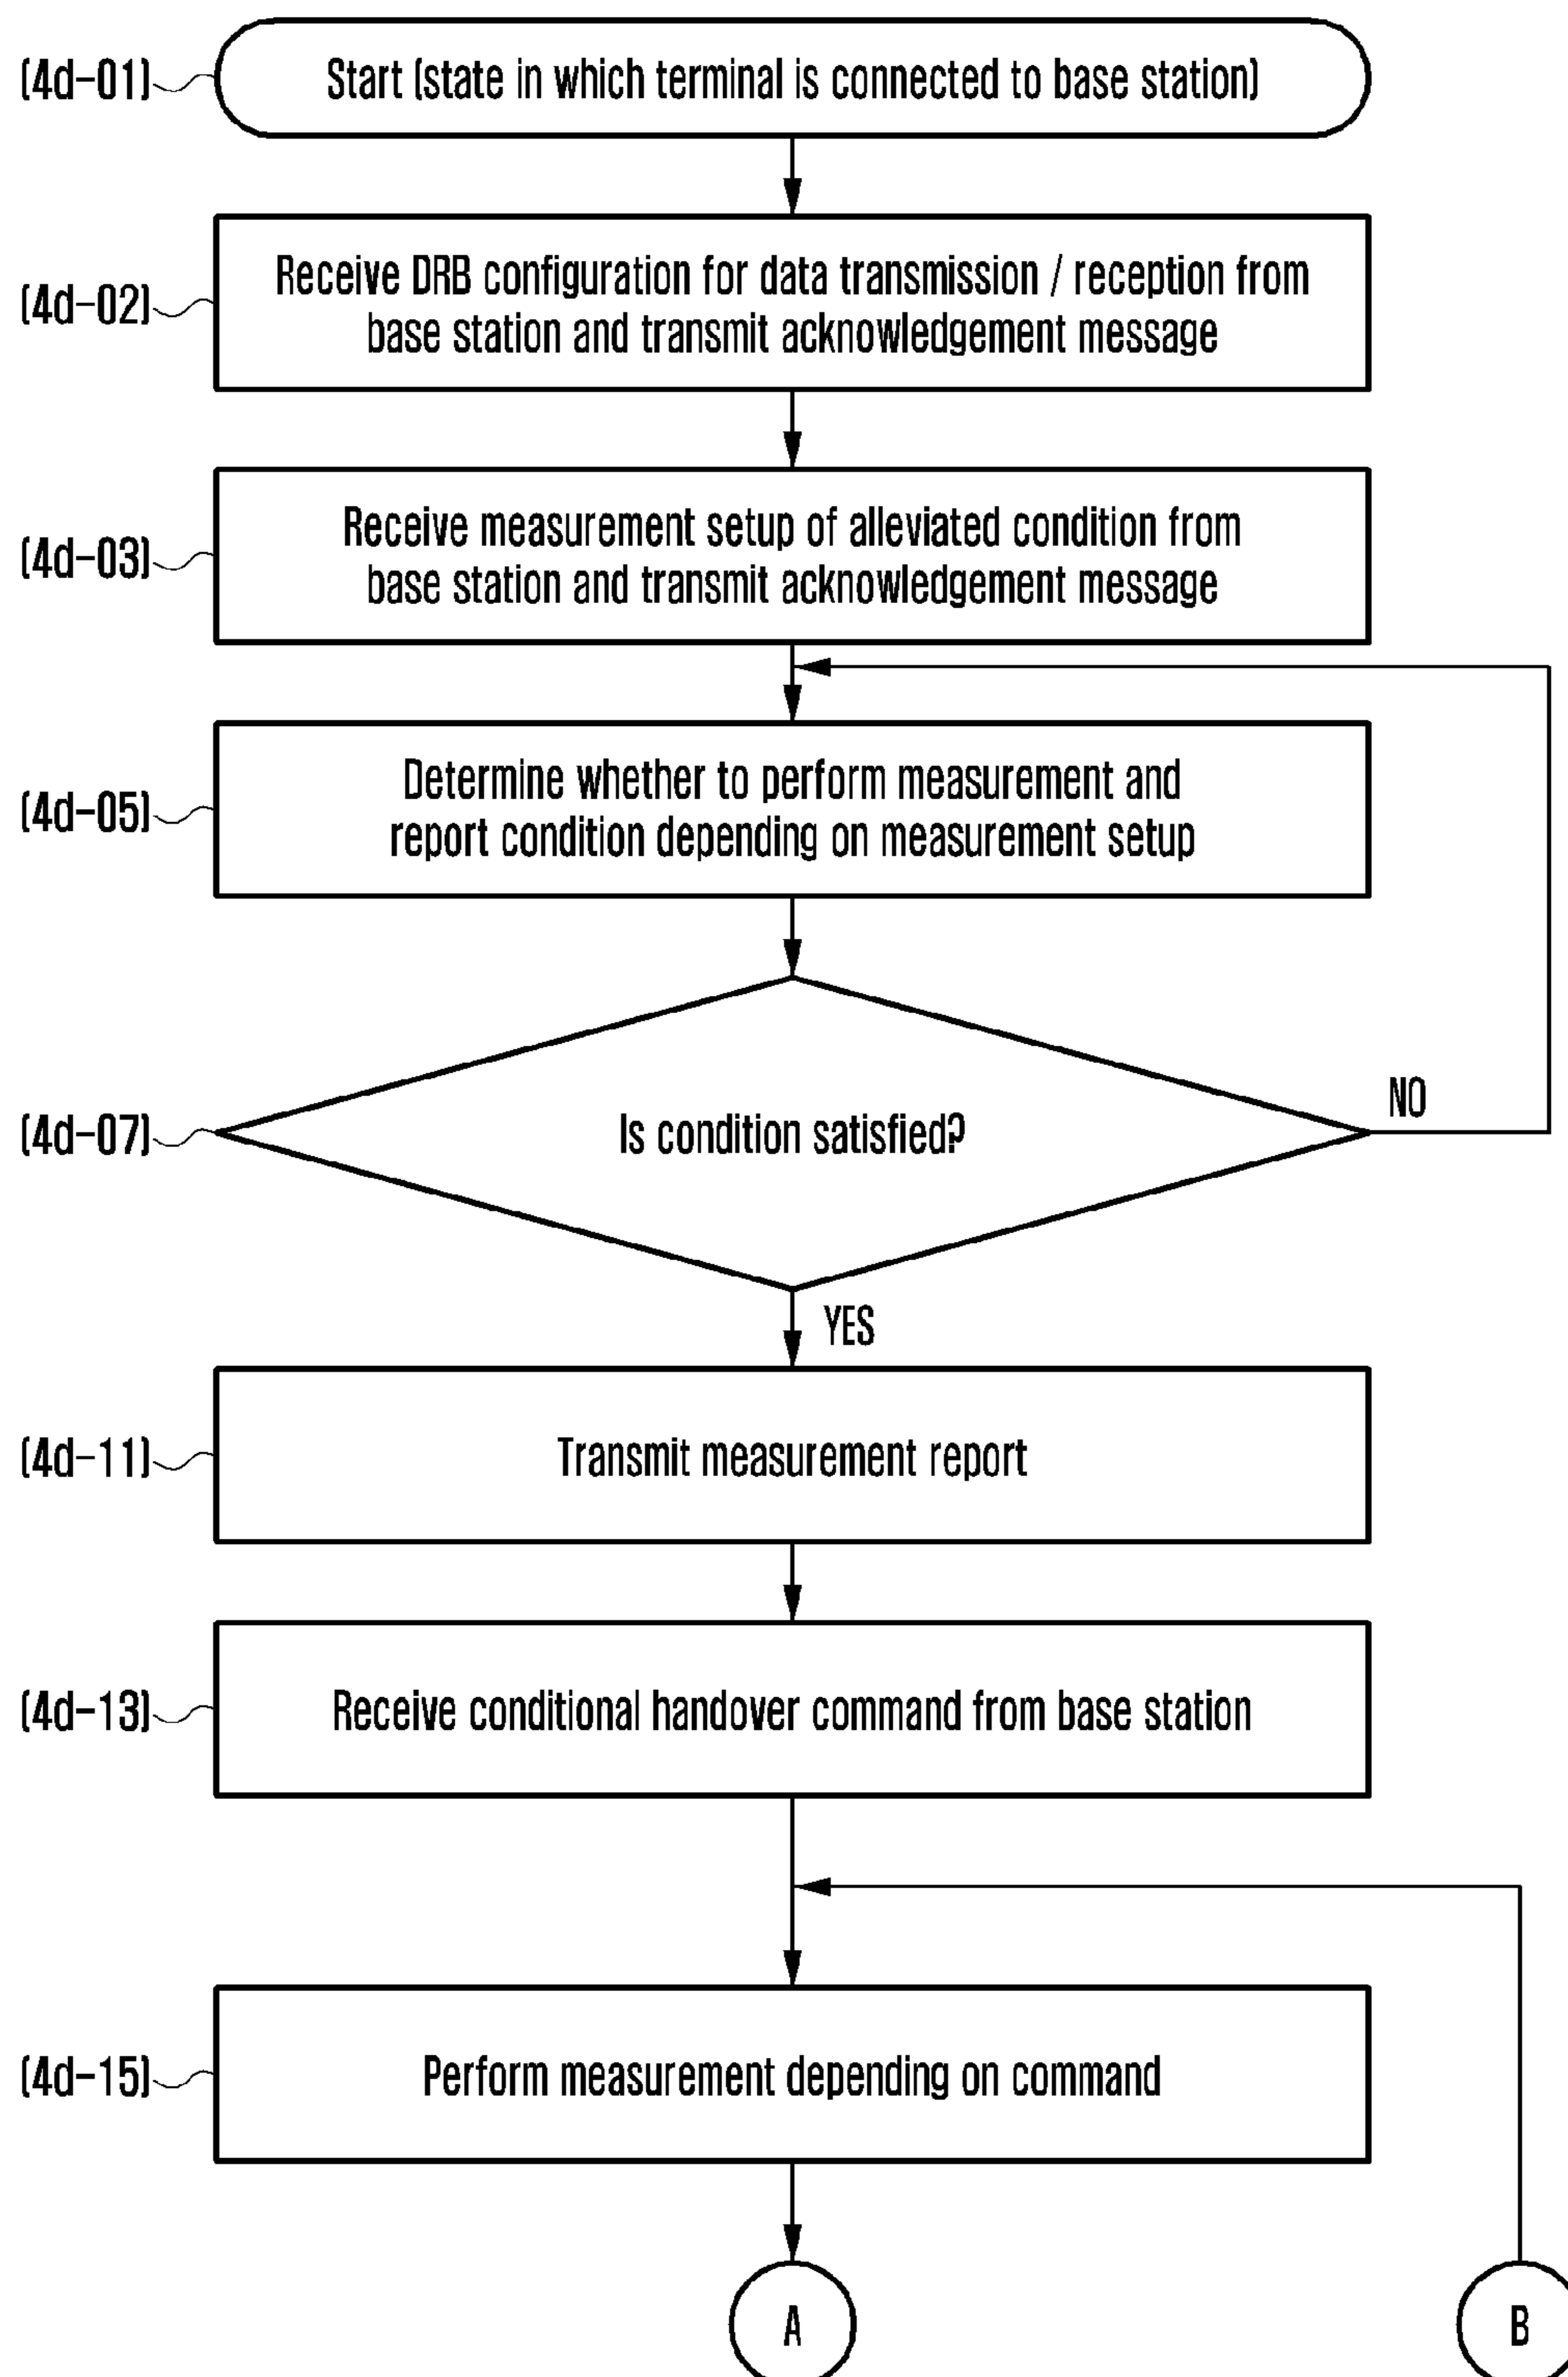 (4d-01)
Start (state in which terminal is connected to base station)
(4d-02)
Receive DRB configuration for data transmission / reception from
base station and transmit acknowledgement message
(4d-03)
Receive measurement setup of alleviated condition from
base station and transmit acknowledgement message
(4d-05)
Determine whether to perform measurement and
report condition depending on measurement setup
(4d-07)
Is condition satisfied?
NO
YES
(4d-11)
Transmit measurement report
(4d-13)
Receive conditional handover command from base station
(4d-15)
Perform measurement depending on command
A
B